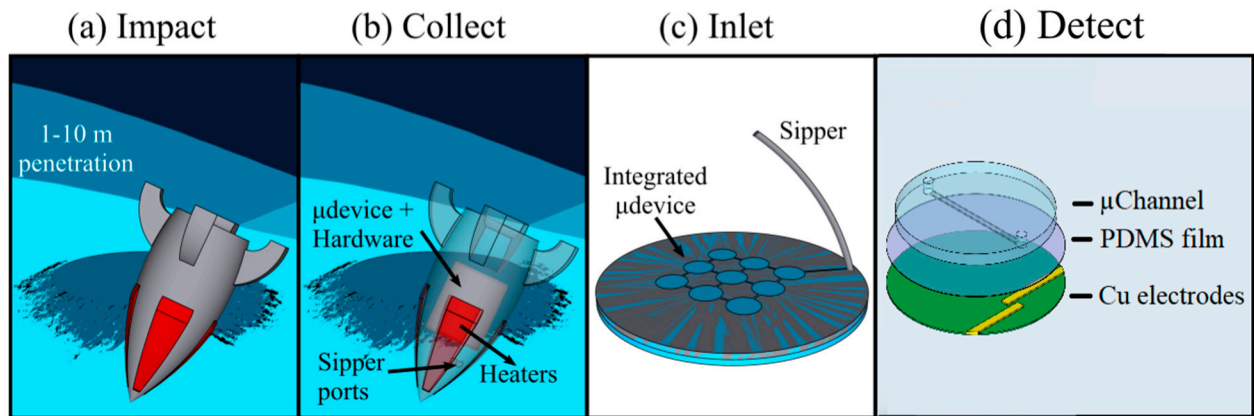 (a) Impact
(b) Collect
(c) Inlet
(d) Detect
1-10 m
penetration
μdevice +
Hardware
Sipper
ports
Heaters
Sipper
Integrated
μdevice
μChannel
PDMS film
Cu electrodes